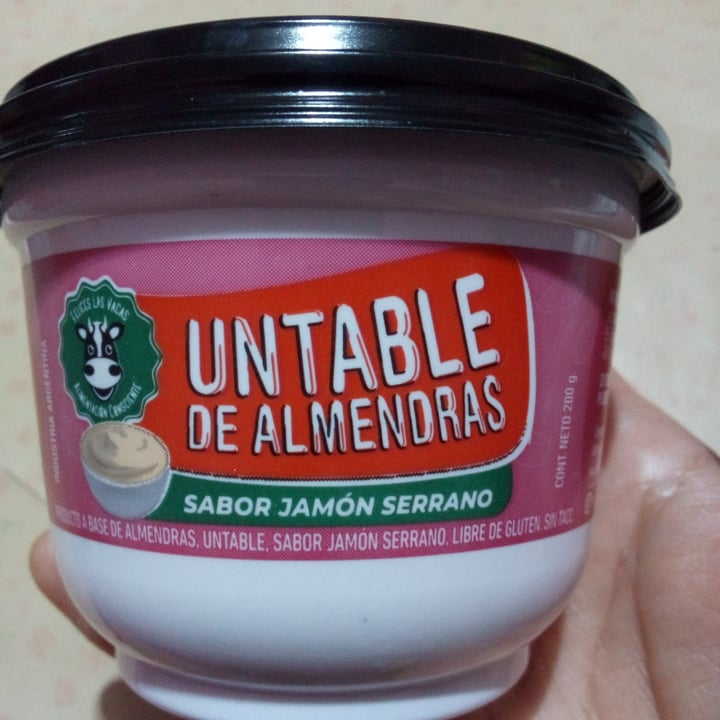 FELICES LAS VACAS
ALIMENTACIÓN CONSCIENTE
INDUSTRIA ARGENTINA
UNTABLE
DE ALMENDRAS
SABOR JAMÓN SERRANO
PRODUCTO A BASE DE ALMENDRAS, UNTABLE, SABOR JAMÓN SERRANO, LIBRE DE GLUTEN. SIN TACC.
CONT. NETO 200 g.